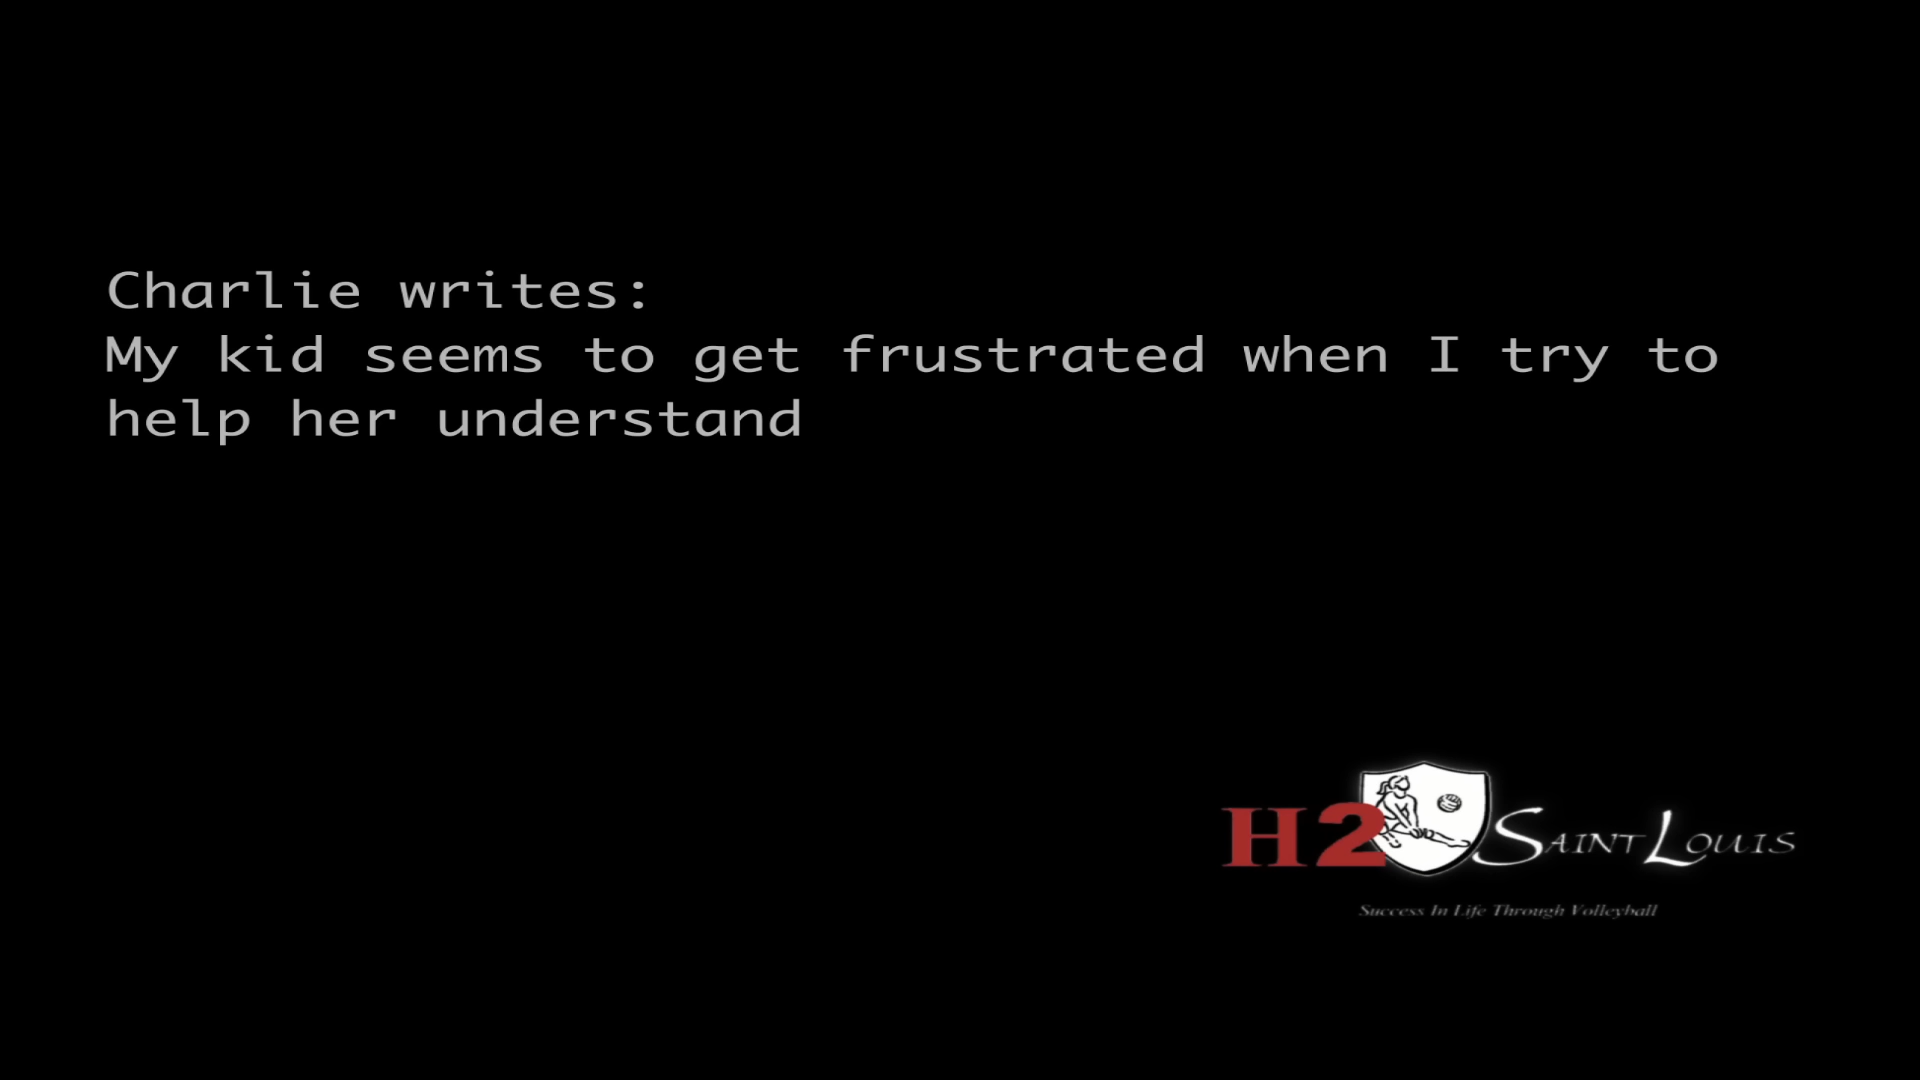 Charlie writes:
My kid seems to get frustrated when I try to
help her understand
H2 Saint Louis
Success In Life Through Volleyball